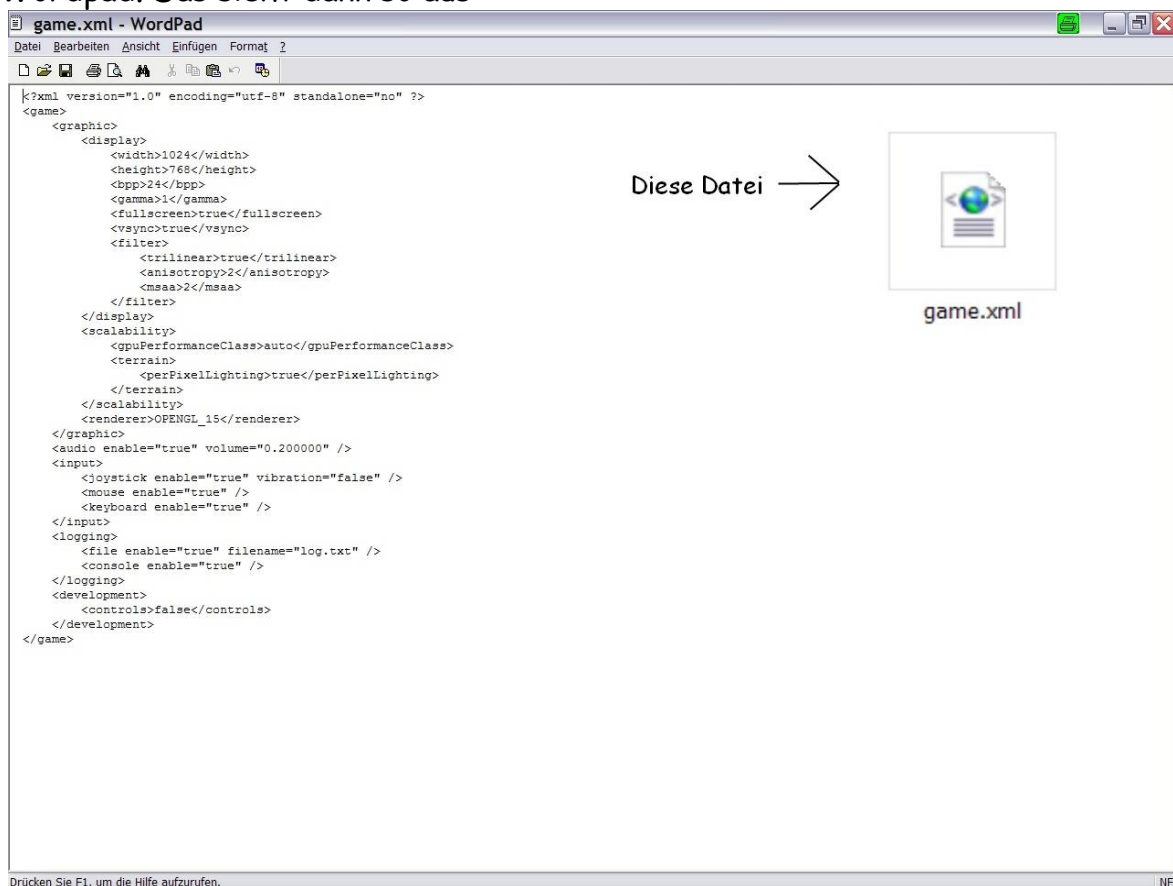 game.xml - WordPad
Datei Bearbeiten Ansicht Einfügen Format ?
<?xml version="1.0" encoding="utf-8" standalone="no" ?>
<game>
    <graphic>
        <display>
            <width>1024</width>
            <height>768</height>
            <bpp>24</bpp>
            <gamma>1</gamma>
            <fullscreen>true</fullscreen>
            <vsync>true</vsync>
            <filter>
                <trilinear>true</trilinear>
                <anisotropy>2</anisotropy>
                <msaa>2</msaa>
            </filter>
        </display>
        <scalability>
            <gpuPerformanceClass>auto</gpuPerformanceClass>
            <terrain>
                <perPixelLighting>true</perPixelLighting>
            </terrain>
        </scalability>
        <renderer>OPENGL_15</renderer>
    </graphic>
    <audio enable="true" volume="0.200000" />
    <input>
        <joystick enable="true" vibration="false" />
        <mouse enable="true" />
        <keyboard enable="true" />
    </input>
    <logging>
        <file enable="true" filename="log.txt" />
        <console enable="true" />
    </logging>
    <development>
        <controls>false</controls>
    </development>
</game>
Diese Datei
game.xml
Drücken Sie F1, um die Hilfe aufzurufen.
NF